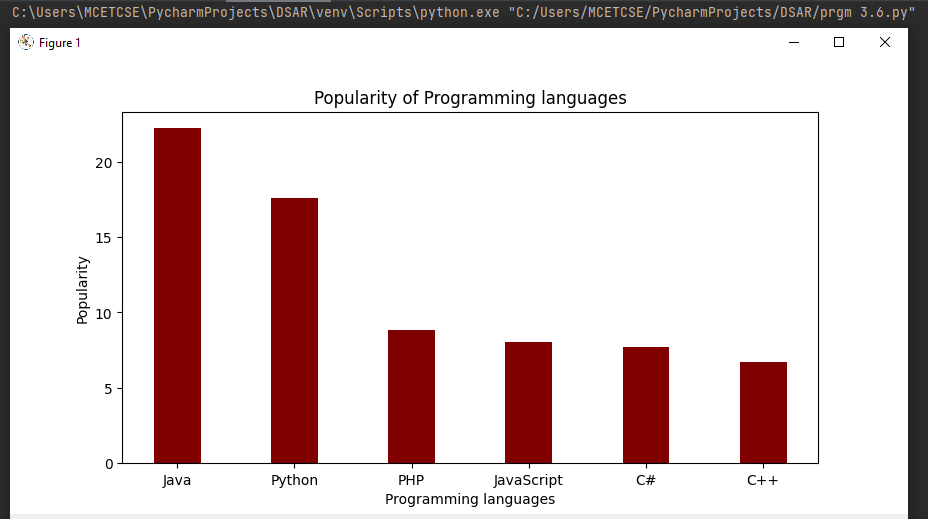 C:\Users\MCETCSE\PycharmProjects\DSAR\venv\Scripts\python.exe "C:/Users/MCETCSE/PycharmProjects/DSAR/prgm 3.6.py"
Figure 1
Popularity of Programming languages
20
15
10
5
0
Popularity
Java Python PHP JavaScript C# C++
Programming languages